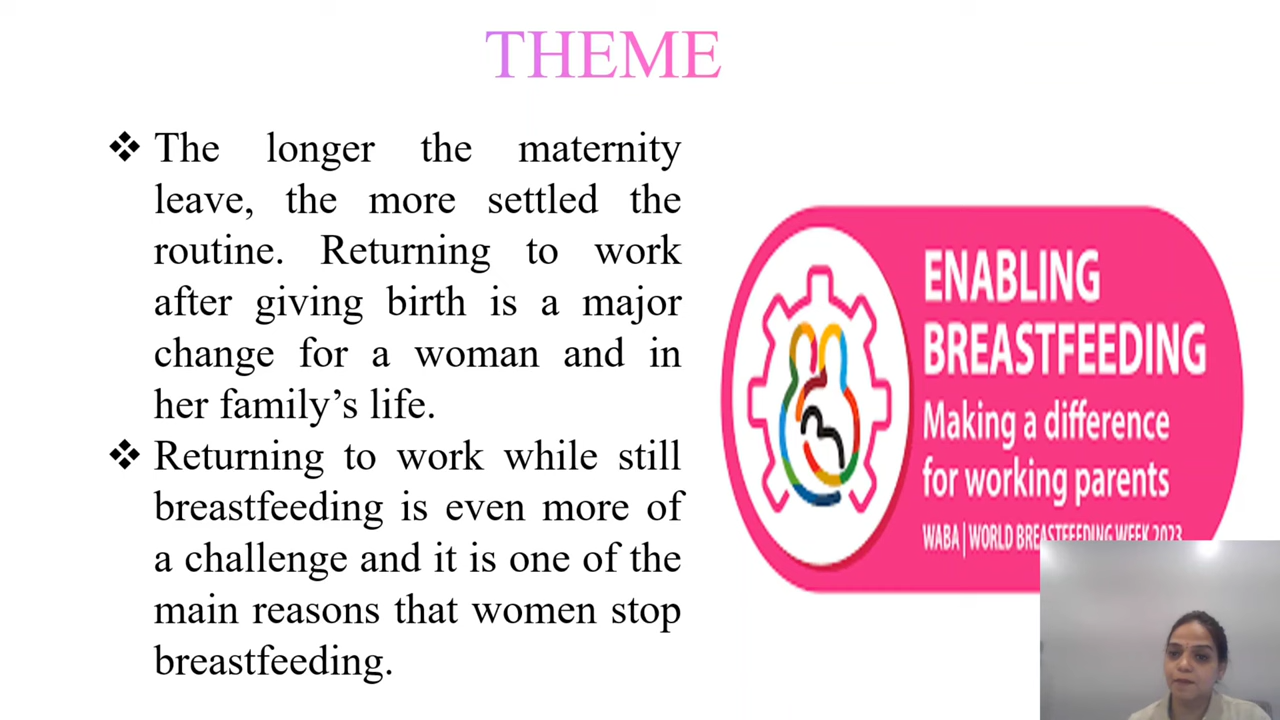 THEME
❖ The longer the maternity
leave, the more settled the
routine. Returning to work
after giving birth is a major
change for a woman and in
her family’s life.
❖ Returning to work while still
breastfeeding is even more of
a challenge and it is one of the
main reasons that women stop
breastfeeding.
ENABLING
BREASTFEEDING
Making a difference
for working parents
WABA | WORLD BREASTFEEDING WEEK 2023